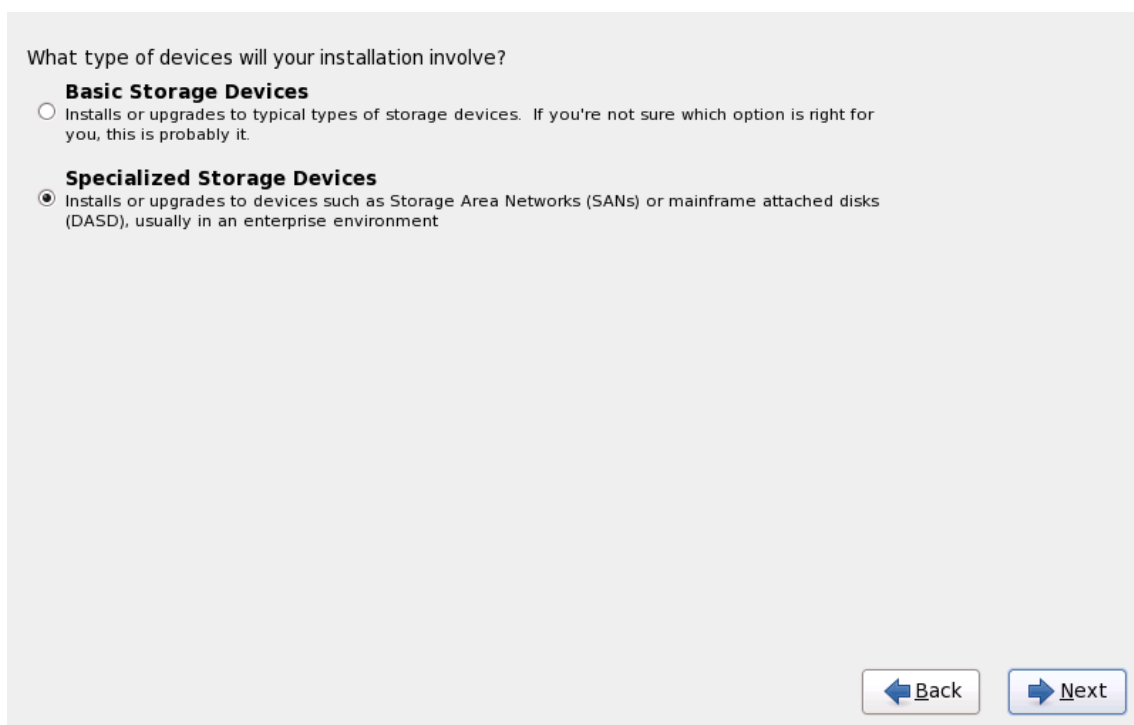 What type of devices will your installation involve?
Basic Storage Devices
Installs or upgrades to typical types of storage devices.  If you're not sure which option is right for
you, this is probably it.
Specialized Storage Devices
Installs or upgrades to devices such as Storage Area Networks (SANs) or mainframe attached disks
(DASD), usually in an enterprise environment
Back
Next